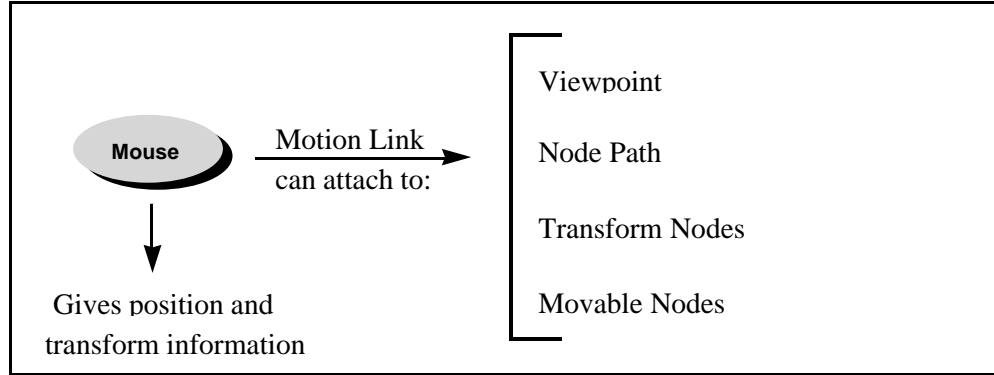 Mouse
Motion Link
can attach to:
Viewpoint
Node Path
Transform Nodes
Movable Nodes
Gives position and
transform information